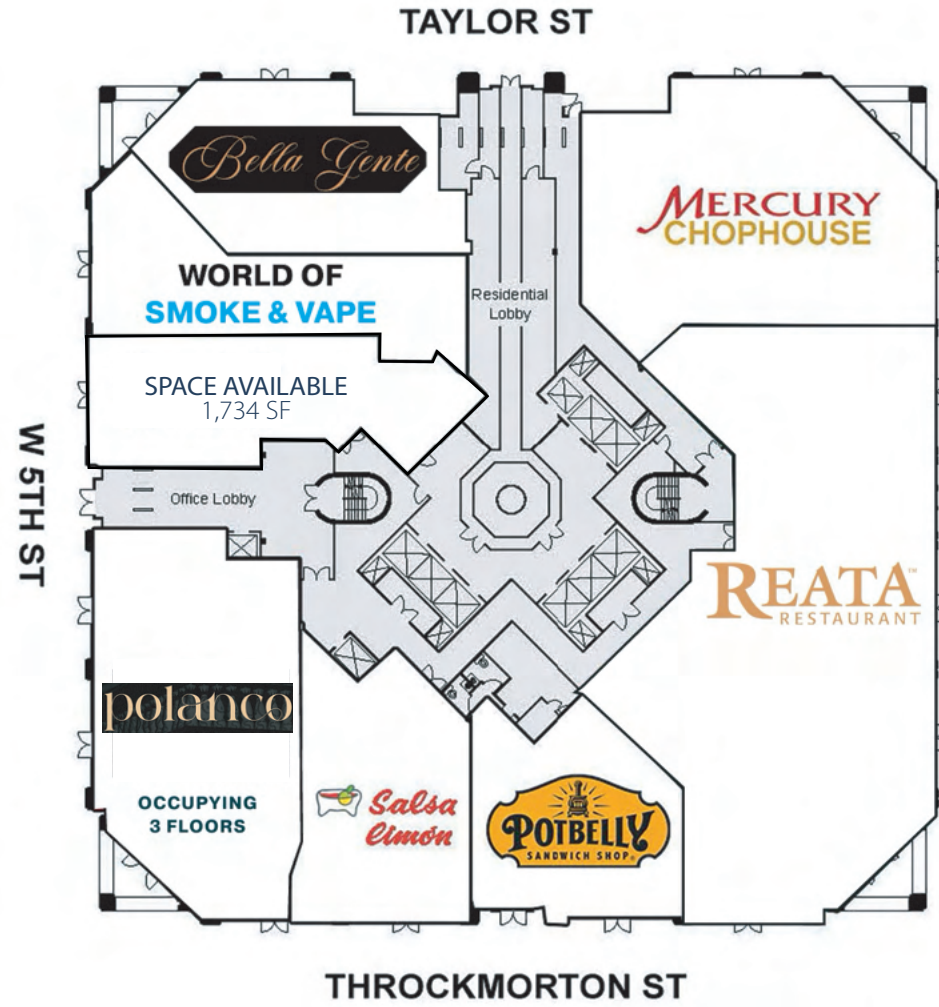 TAYLOR ST
Bella Gente
MERCURY
CHOPHOUSE
WORLD OF
SMOKE & VAPE
Residential
Lobby
SPACE AVAILABLE
1,734 SF
W 5TH ST
Office Lobby
REATA™
RESTAURANT
polanco
OCCUPYING
3 FLOORS
Salsa
Limón
POTBELLY
SANDWICH SHOP®
THROCKMORTON ST